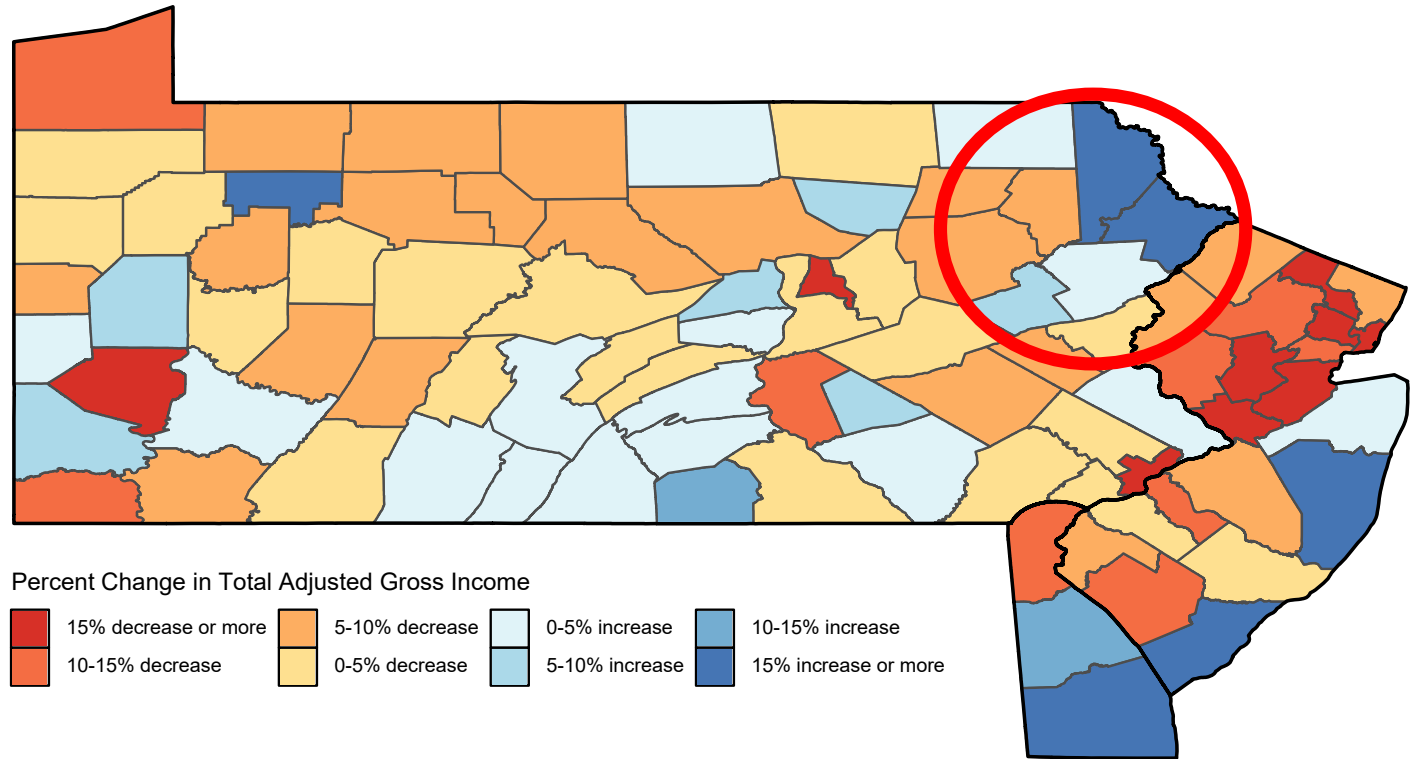 Percent Change in Total Adjusted Gross Income
15% decrease or more 5-10% decrease 0-5% increase 10-15% increase
10-15% decrease 0-5% decrease 5-10% increase 15% increase or more